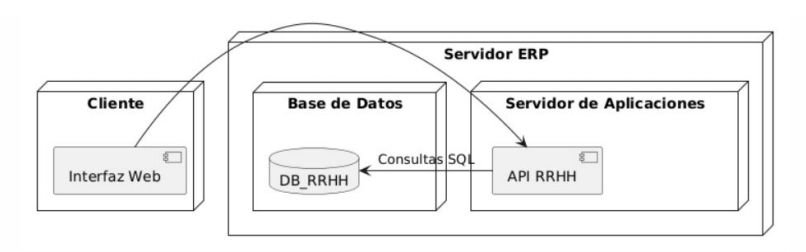 Servidor ERP
Cliente
Base de Datos
Servidor de Aplicaciones
Consultas SQL
Interfaz Web
DB_RRHH
API RRHH